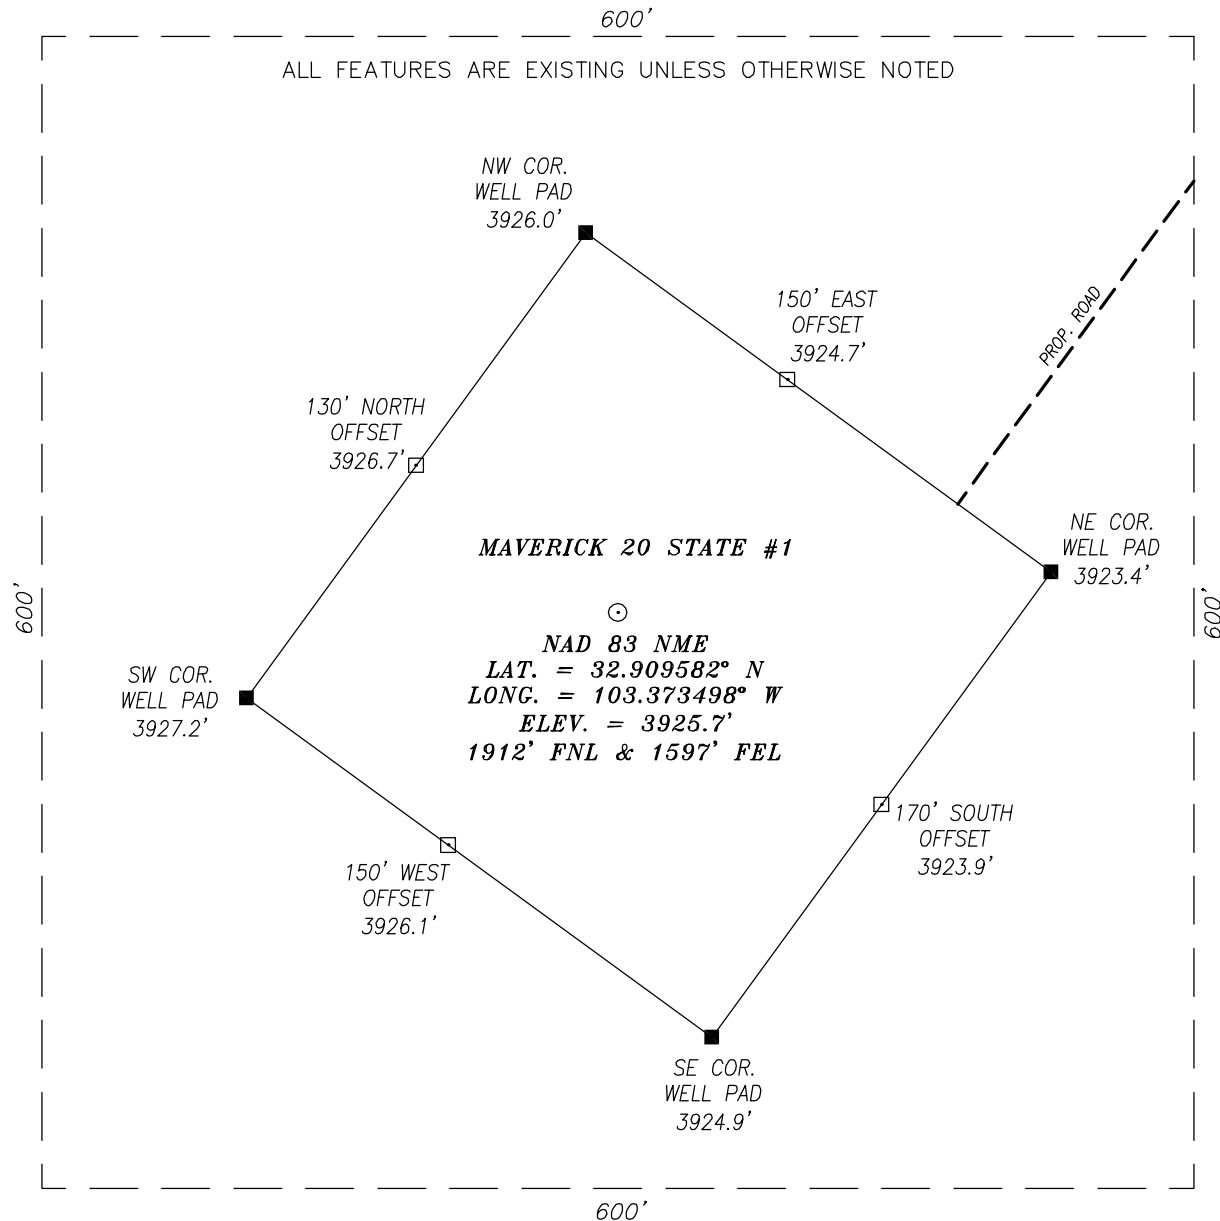 600'
ALL FEATURES ARE EXISTING UNLESS OTHERWISE NOTED
NW COR.
WELL PAD
3926.0'
150' EAST
OFFSET
3924.7'
PROP. ROAD
130' NORTH
OFFSET
3926.7'
NE COR.
WELL PAD
3923.4'
MAVERICK 20 STATE #1
600'
600'
NAD 83 NME
LAT. = 32.909582° N
LONG. = 103.373498° W
ELEV. = 3925.7'
1912' FNL & 1597' FEL
SW COR.
WELL PAD
3927.2'
170' SOUTH
OFFSET
3923.9'
150' WEST
OFFSET
3926.1'
SE COR.
WELL PAD
3924.9'
600'